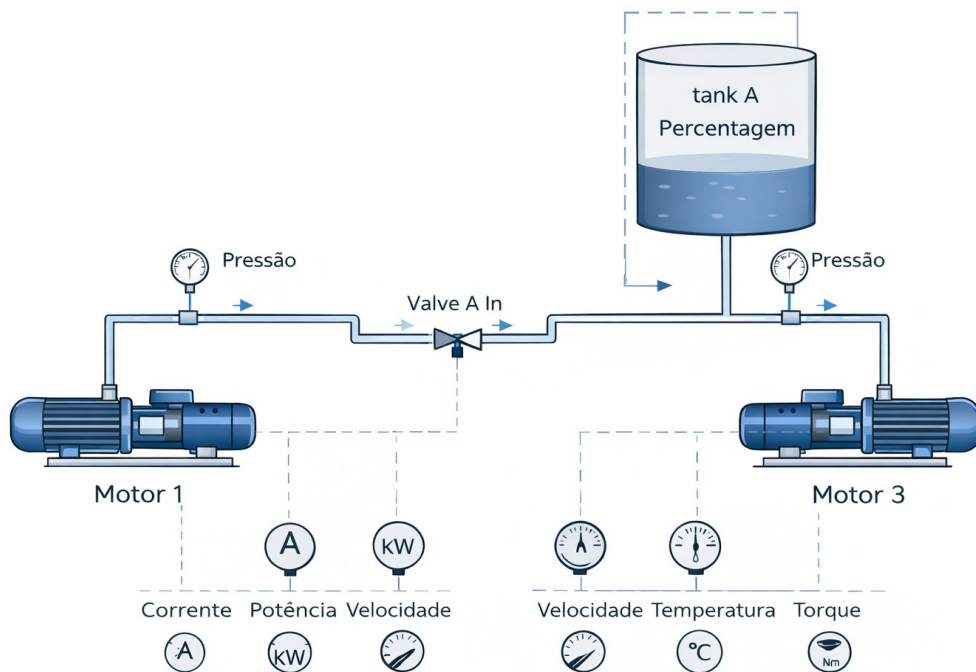 tank A
Percentagem
Pressão
Pressão
Valve A In
Motor 1
Motor 3
A
kW
Corrente
Potência
Velocidade
Velocidade
Temperatura
Torque
A
kW
°C
Nm